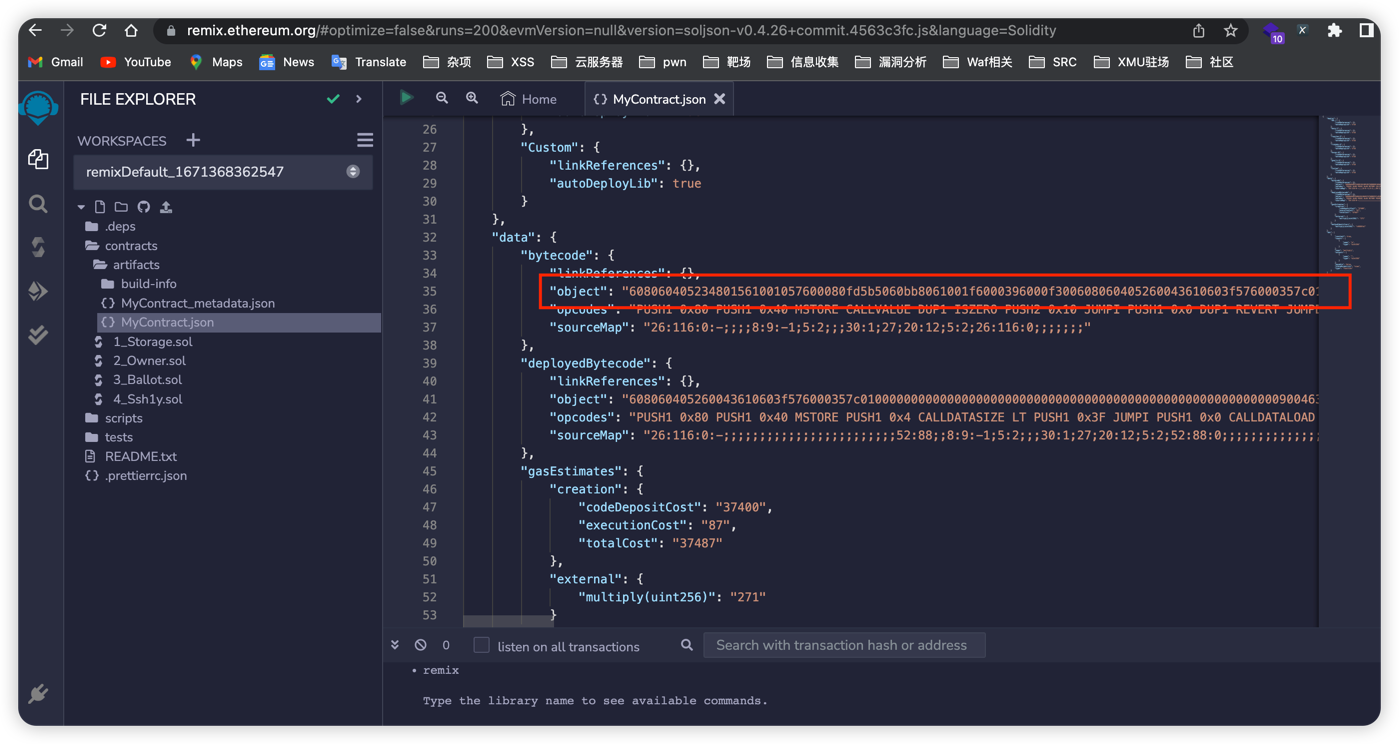 remix.ethereum.org/#optimize=false&runs=200&evmVersion=null&version=soljson-v0.4.26+commit.4563c3fc.js&language=Solidity
10
Gmail YouTube Maps News Translate 杂项 XSS 云服务器 pwn 靶场 信息收集 漏洞分析 Waf相关 SRC XMU驻场 社区
FILE EXPLORER
Home
{} MyContract.json
WORKSPACES
remixDefault_1671368362547
.deps
contracts
artifacts
build-info
{} MyContract_metadata.json
{} MyContract.json
1_Storage.sol
2_Owner.sol
3_Ballot.sol
4_Ssh1y.sol
scripts
tests
README.txt
{} .prettierrc.json
26 },
27 "Custom": {
28 "linkReferences": {},
29 "autoDeployLib": true
30 }
31 },
32 "data": {
33 "bytecode": {
34 "linkReferences": {},
35 "object": "608060405234801561001057600080fd5b5060bb8061001f6000396000f300608060405260043610603f576000357c01
36 "opcodes": "PUSH1 0x80 PUSH1 0x40 MSTORE CALLVALUE DUP1 ISZERO PUSH2 0x10 JUMPI PUSH1 0x0 DUP1 REVERT JUMP
37 "sourceMap": "26:116:0:-;;;;8:9:-1;5:2;;;30:1;27;20:12;5:2;26:116:0;;;;;;;"
38 },
39 "deployedBytecode": {
40 "linkReferences": {},
41 "object": "608060405260043610603f576000357c0100000000000000000000000000000000000000000000000000000000900463
42 "opcodes": "PUSH1 0x80 PUSH1 0x40 MSTORE PUSH1 0x4 CALLDATASIZE LT PUSH1 0x3F JUMPI PUSH1 0x0 CALLDATALOAD
43 "sourceMap": "26:116:0:-;;;;;;;;;;;;;;;;;;;;;;;;52:88;;8:9:-1;5:2;;;30:1;27;20:12;5:2;52:88:0;;;;;;;;;;;;;
44 },
45 "gasEstimates": {
46 "creation": {
47 "codeDepositCost": "37400",
48 "executionCost": "87",
49 "totalCost": "37487"
50 },
51 "external": {
52 "multiply(uint256)": "271"
53 }
0
listen on all transactions
Search with transaction hash or address
• remix
Type the library name to see available commands.